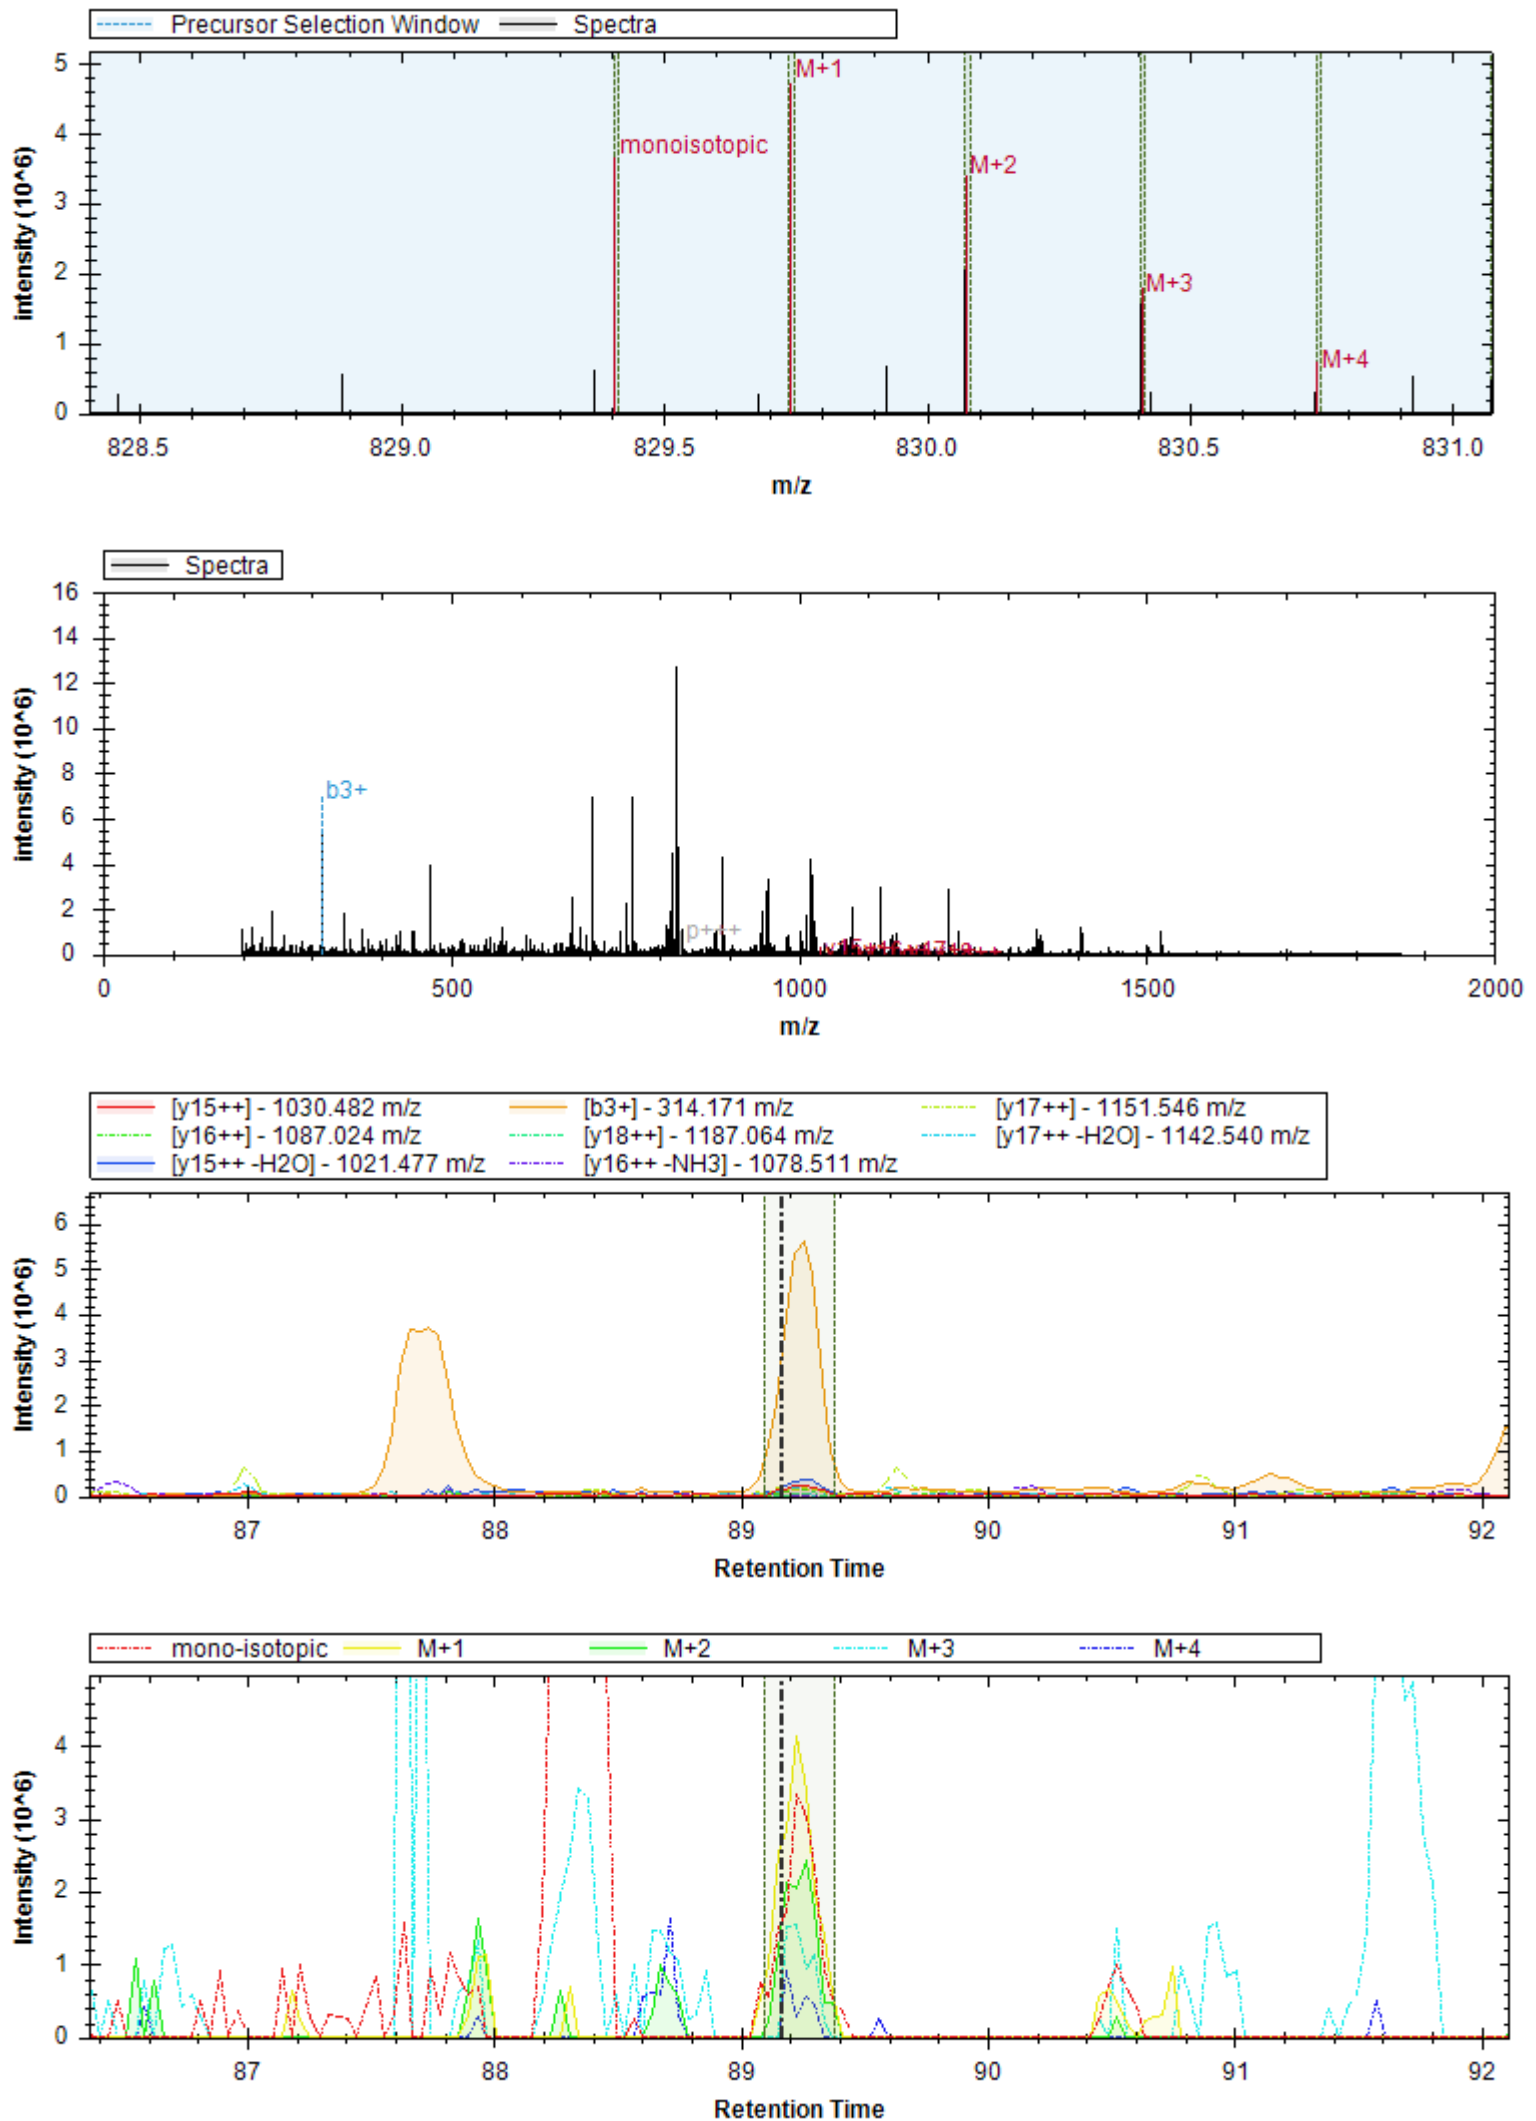 Precursor Selection Window Spectra
intensity (10^6)
5
4
3
2
1
0
monoisotopic
M+1
M+2
M+3
M+4
828.5 829.0 829.5 830.0 830.5 831.0
m/z
Spectra
intensity (10^6)
16
14
12
10
8
6
4
2
0
b3+
p+++
0 500 1000 1500 2000
m/z
[y15++] - 1030.482 m/z [b3+] - 314.171 m/z [y17++] - 1151.546 m/z
[y16++] - 1087.024 m/z [y18++] - 1187.064 m/z [y17++ -H2O] - 1142.540 m/z
[y15++ -H2O] - 1021.477 m/z [y16++ -NH3] - 1078.511 m/z
Intensity (10^6)
6
5
4
3
2
1
0
87 88 89 90 91 92
Retention Time
mono-isotopic M+1 M+2 M+3 M+4
Intensity (10^6)
4
3
2
1
0
87 88 89 90 91 92
Retention Time